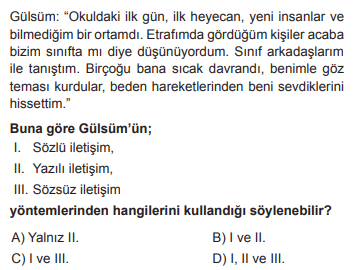 Gülsüm: “Okuldaki ilk gün, ilk heyecan, yeni insanlar ve
bilmediğim bir ortamdı. Etrafımda gördüğüm kişiler acaba
bizim sınıfta mı diye düşünüyordum. Sınıf arkadaşlarım
ile tanıştım. Birçoğu bana sıcak davrandı, benimle göz
teması kurdular, beden hareketlerinden beni sevdiklerini
hissettim.”
Buna göre Gülsüm’ün;
I. Sözlü iletişim,
II. Yazılı iletişim,
III. Sözsüz iletişim
yöntemlerinden hangilerini kullandığı söylenebilir?
A) Yalnız II. B) I ve II.
C) I ve III. D) I, II ve III.